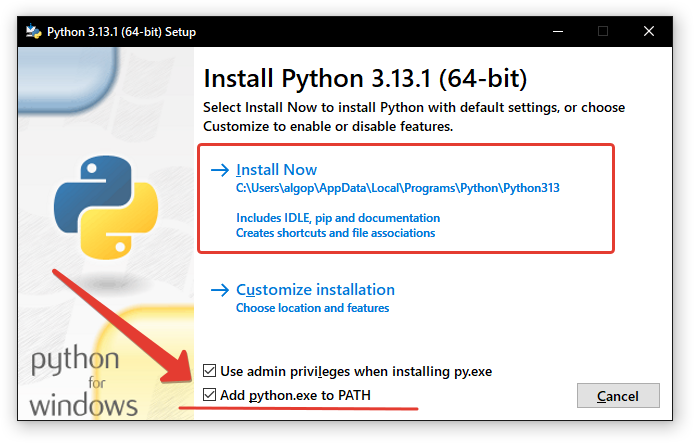 Python 3.13.1 (64-bit) Setup
Install Python 3.13.1 (64-bit)
Select Install Now to install Python with default settings, or choose
Customize to enable or disable features.
Install Now
C:\Users\algop\AppData\Local\Programs\Python\Python313
Includes IDLE, pip and documentation
Creates shortcuts and file associations
Customize installation
Choose location and features
python
for
windows
Use admin privileges when installing py.exe
Add python.exe to PATH
Cancel